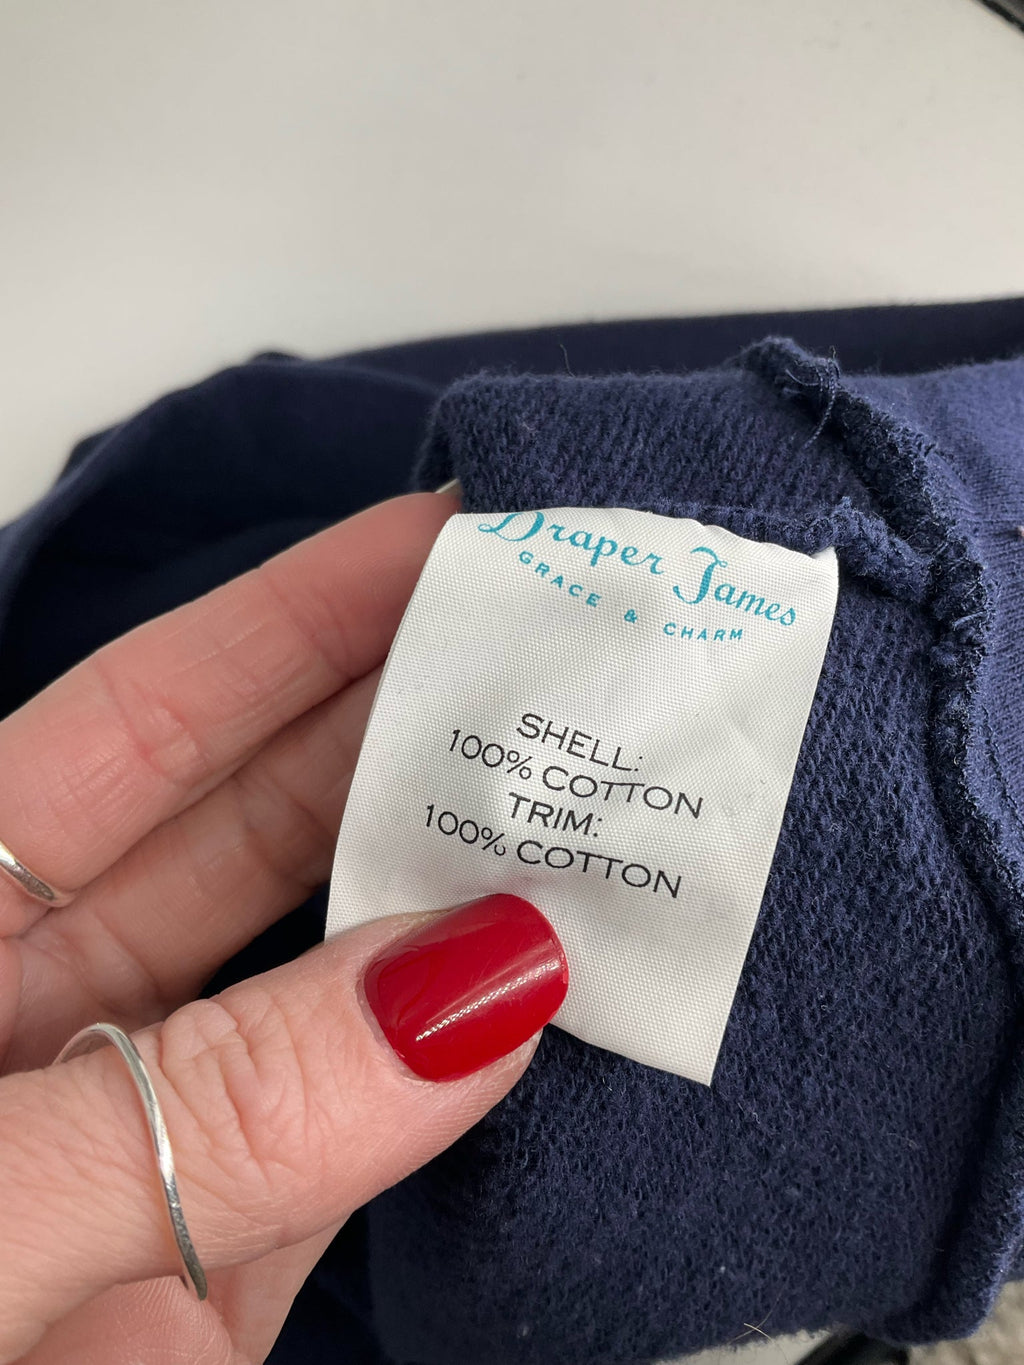 Draper James
GRACE & CHARM
SHELL:
100% COTTON
TRIM:
100% COTTON